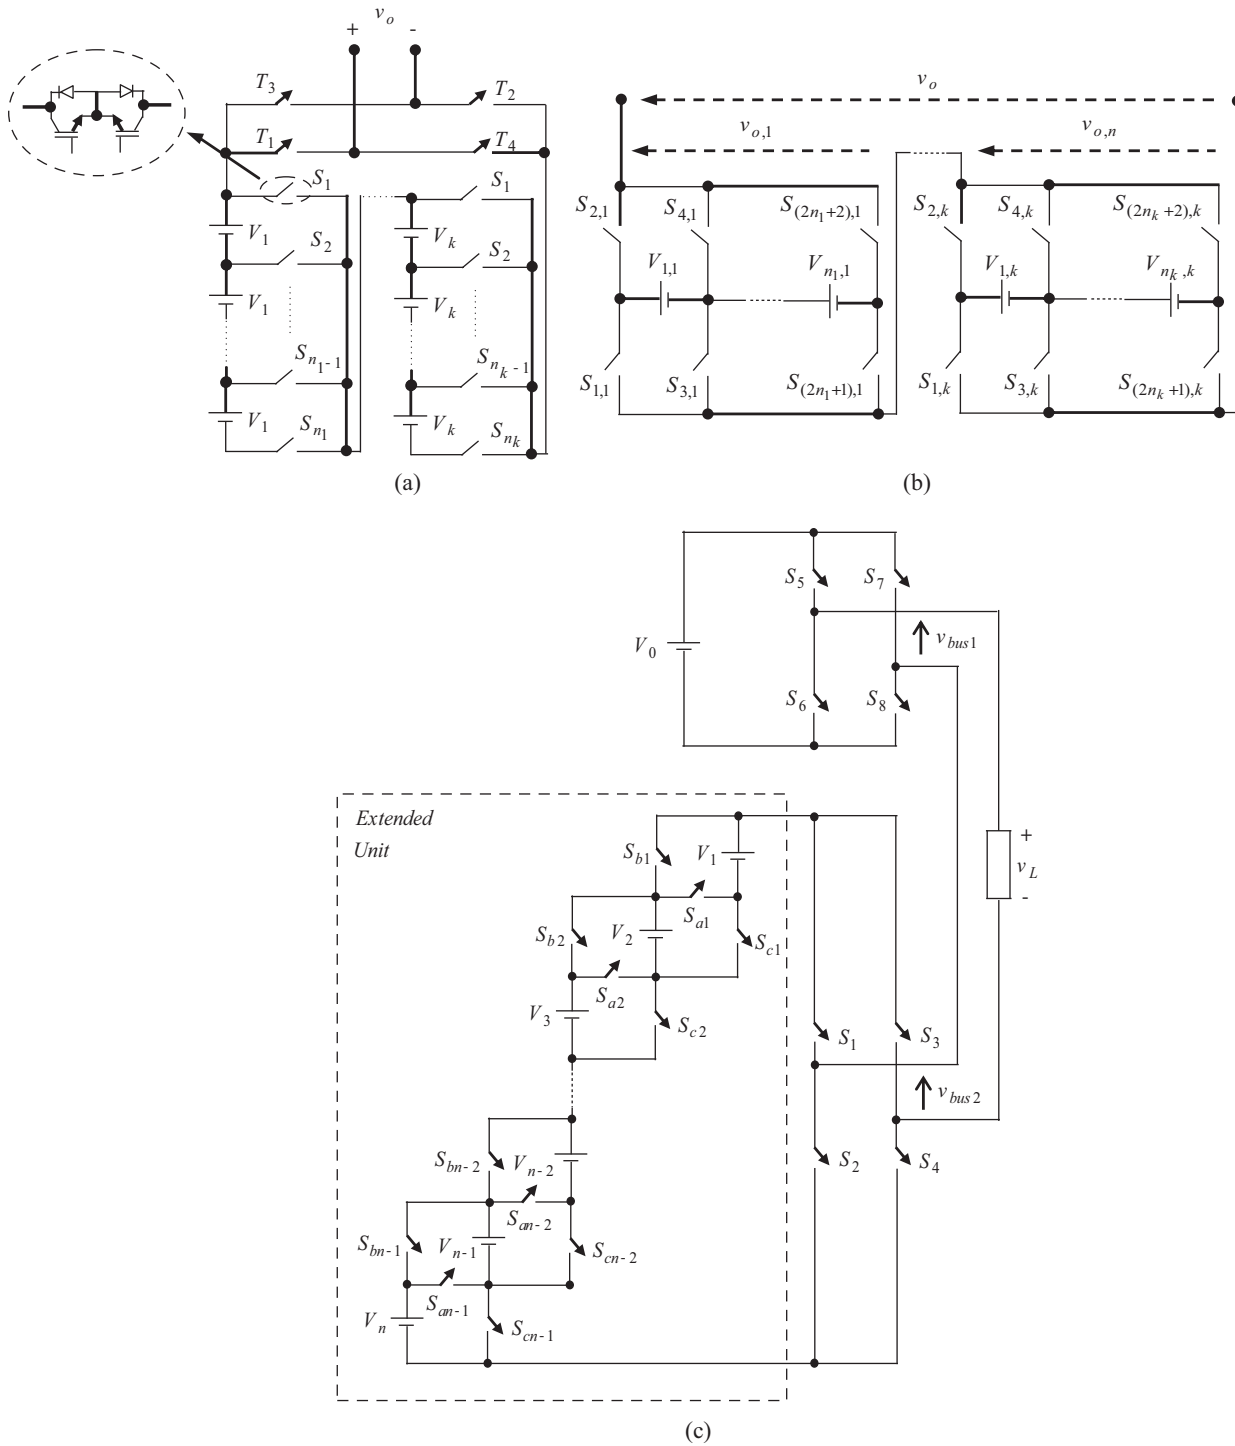 v_o
+ -
T_3 T_2
T_1 T_4
S_1 S_1
V_1 V_k
S_2 S_2
V_1 V_k
S_{n_1-1} S_{n_k-1}
V_1 V_k
S_{n_1} S_{n_k}
(a)
v_o
v_{o,1} v_{o,n}
S_{2,1} S_{4,1} S_{(2n_1+2),1} S_{2,k} S_{4,k} S_{(2n_k+2),k}
V_{1,1} V_{n_1,1} V_{1,k} V_{n_k,k}
S_{1,1} S_{3,1} S_{(2n_1+1),1} S_{1,k} S_{3,k} S_{(2n_k+1),k}
(b)
S_5 S_7
V_0 v_{bus1}
S_6 S_8
Extended
Unit
S_{b1} V_1
S_{a1}
S_{b2} V_2 S_{c1}
S_{a2}
V_3 S_{c2}
+
v_L
-
S_1 S_3
v_{bus2}
S_{bn-2} V_{n-2} S_2 S_4
S_{an-2}
S_{bn-1} V_{n-1} S_{cn-2}
S_{an-1}
V_n S_{cn-1}
(c)